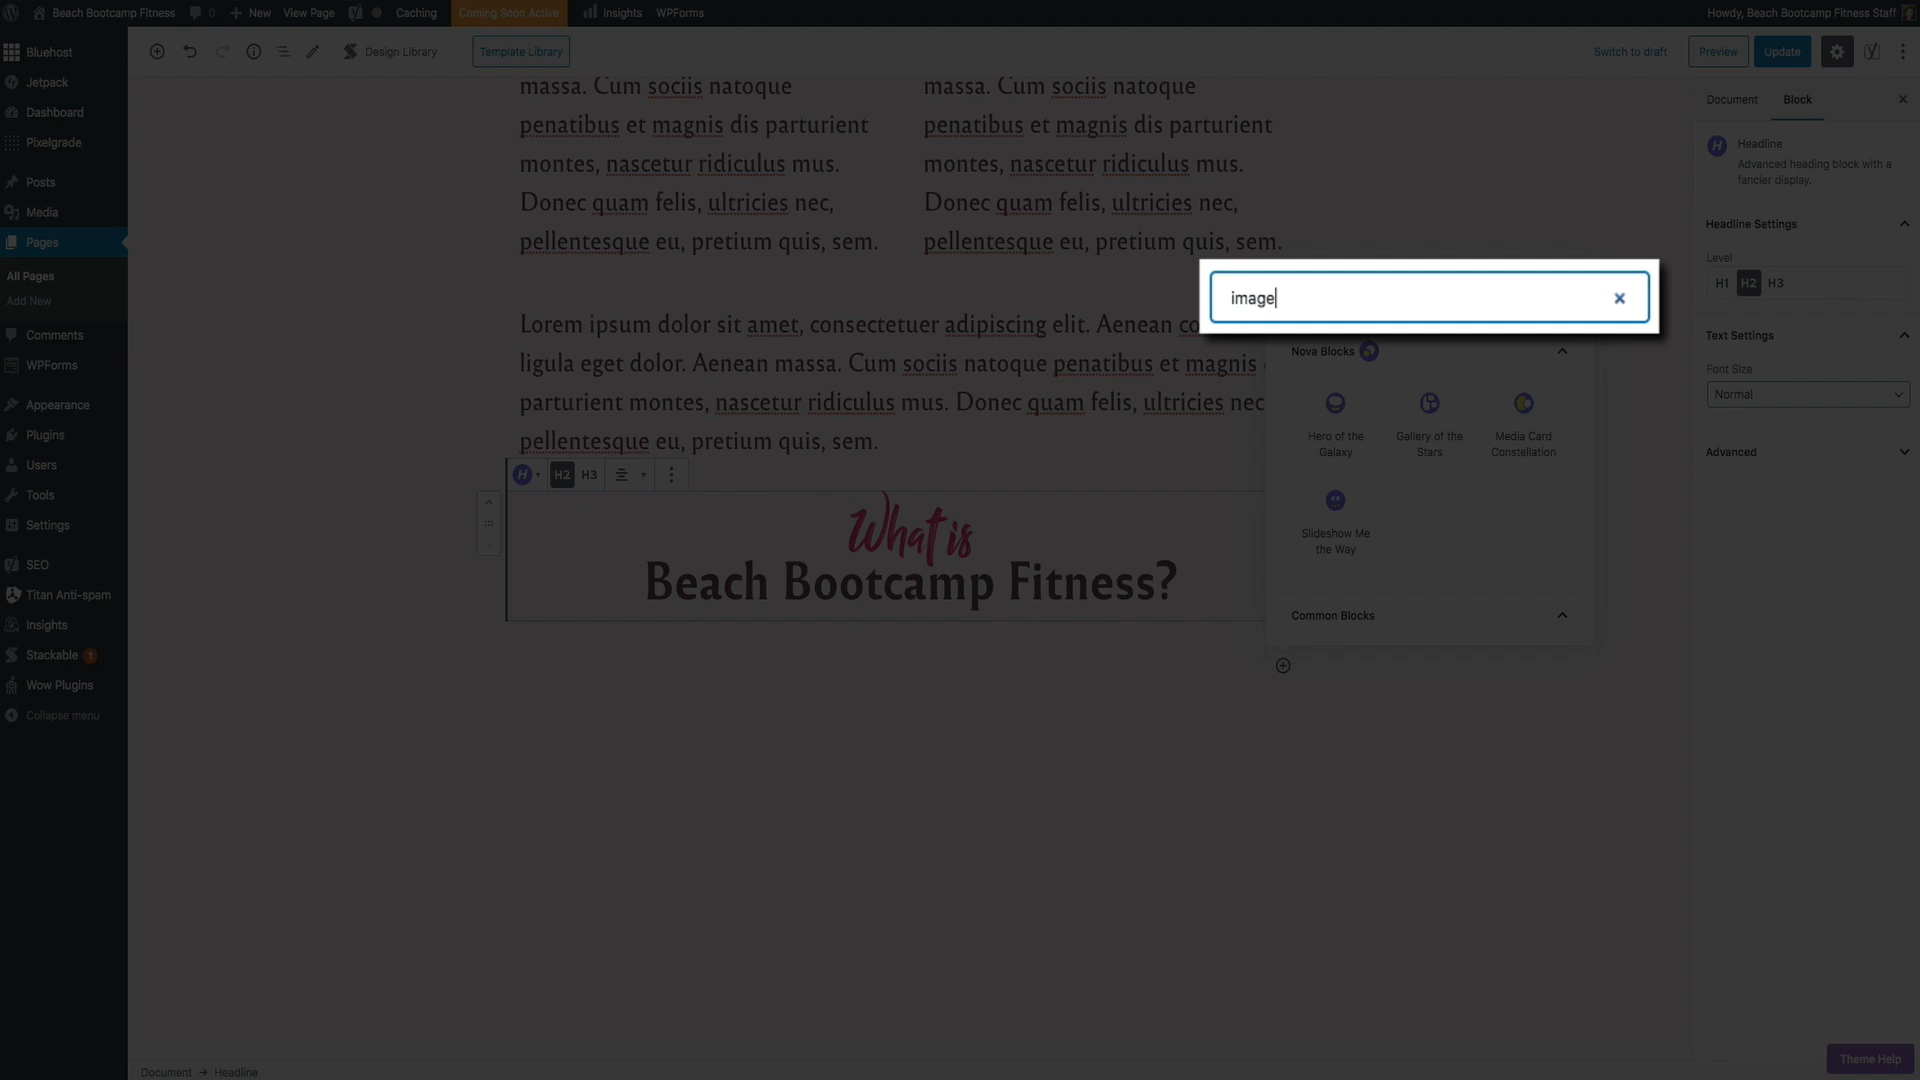 Beach Bootcamp Fitness 0 New View Page Caching Coming Soon Active Insights WPForms Howdy, Beach Bootcamp Fitness Staff
Bluehost
Jetpack
Dashboard
Pixelgrade
Posts
Media
Pages
All Pages
Add New
Comments
WPForms
Appearance
Plugins
Users
Tools
Settings
SEO
Titan Anti-spam
Insights
Stackable 1
Wow Plugins
Collapse menu
Design Library Template Library Switch to draft Preview Update
massa. Cum sociis natoque
penatibus et magnis dis parturient
montes, nascetur ridiculus mus.
Donec quam felis, ultricies nec,
pellentesque eu, pretium quis, sem.
massa. Cum sociis natoque
penatibus et magnis dis parturient
montes, nascetur ridiculus mus.
Donec quam felis, ultricies nec,
pellentesque eu, pretium quis, sem.
Lorem ipsum dolor sit amet, consectetuer adipiscing elit. Aenean co
ligula eget dolor. Aenean massa. Cum sociis natoque penatibus et magnis
parturient montes, nascetur ridiculus mus. Donec quam felis, ultricies nec
pellentesque eu, pretium quis, sem.
H H2 H3
What is
Beach Bootcamp Fitness?
image
Nova Blocks
Hero of the
Galaxy
Gallery of the
Stars
Media Card
Constellation
Slideshow Me
the Way
Common Blocks
Document Block
H Headline
Advanced heading block with a
fancier display.
Headline Settings
Level
H1 H2 H3
Text Settings
Font Size
Normal
Advanced
Theme Help
Document → Headline